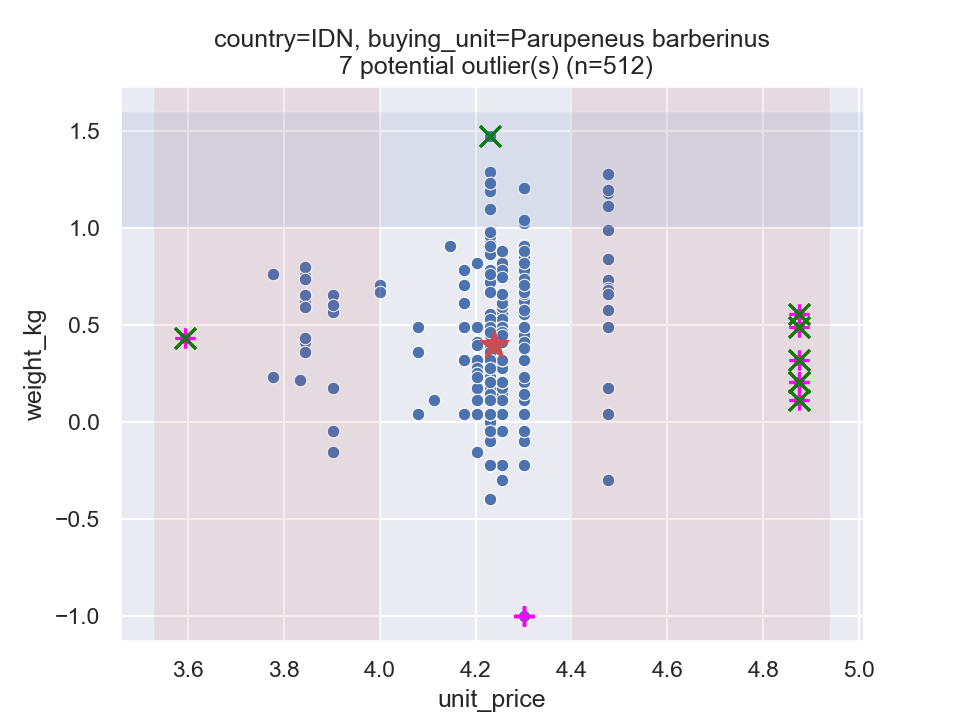 country=IDN, buying_unit=Parupeneus barberinus
7 potential outlier(s) (n=512)
1.5
1.0
0.5
0.0
−0.5
−1.0
weight_kg
3.6 3.8 4.0 4.2 4.4 4.6 4.8 5.0
unit_price